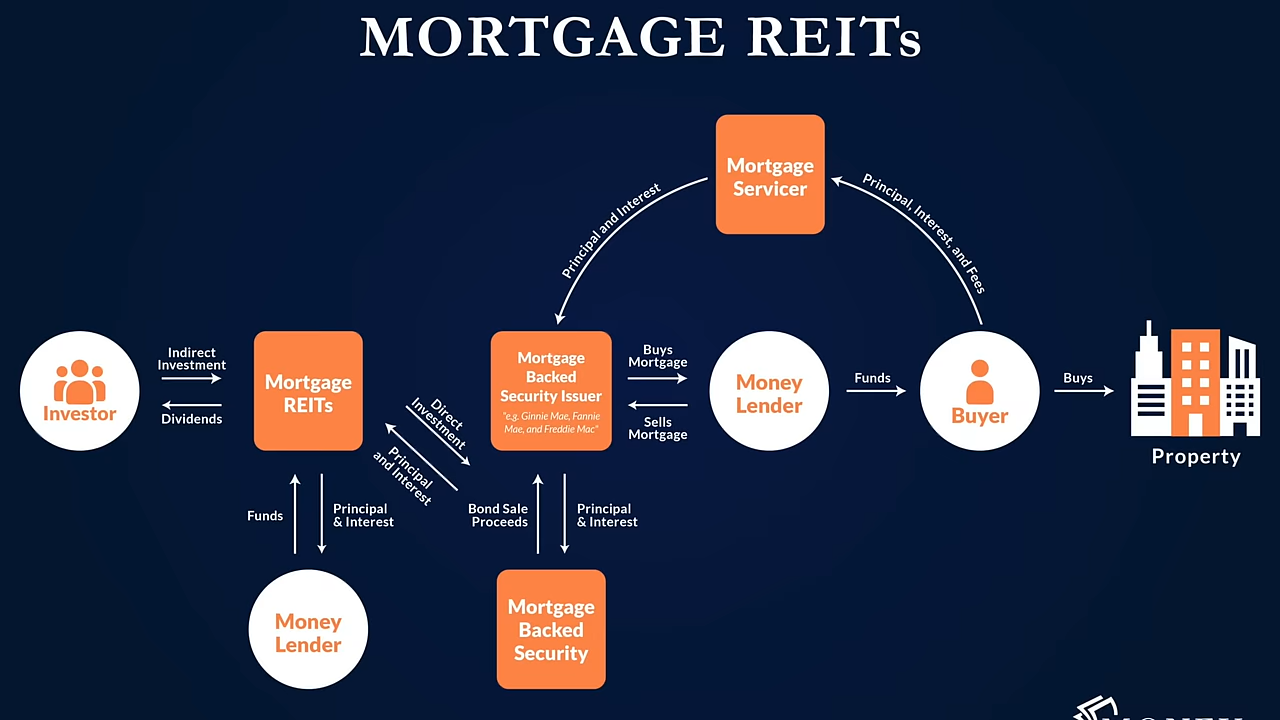 MORTGAGE REITs
Mortgage
Servicer
Principal and Interest
Principal, Interest, and Fees
Investor
Indirect
Investment
Dividends
Mortgage
REITs
Direct
Investment
Principal
and Interest
Mortgage
Backed
Security Issuer
"e.g. Ginnie Mae, Fannie
Mae, and Freddie Mac"
Buys
Mortgage
Sells
Mortgage
Money
Lender
Funds
Buyer
Buys
Property
Funds
Principal
& Interest
Bond Sale
Proceeds
Principal
& Interest
Money
Lender
Mortgage
Backed
Security